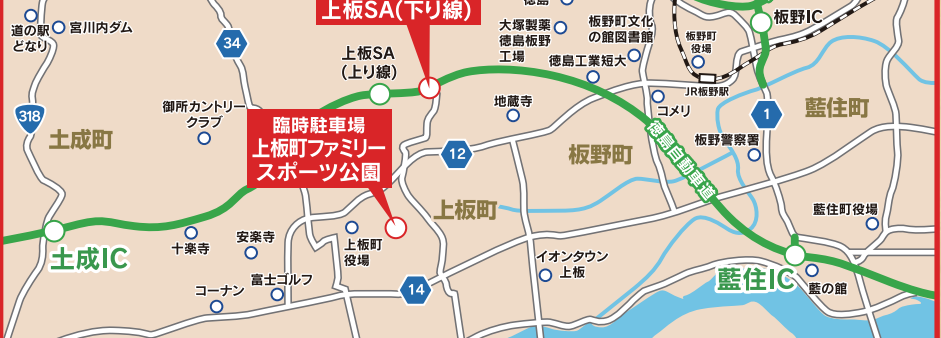 上板SA(下り線)
徳島
道の駅
どなり
宮川内ダム
34
大塚製薬
徳島板野
工場
板野町文化
の館図書館
板野IC
板野町
役場
上板SA
(上り線)
徳島工業短大
JR板野駅
318
御所カントリー
クラブ
地蔵寺
コメリ
藍住町
1
土成町
臨時駐車場
上板町ファミリー
スポーツ公園
12
板野町
徳島自動車道
板野警察署
上板町
藍住町役場
土成IC
十楽寺
安楽寺
上板町
役場
イオンタウン
上板
藍住IC
藍の館
富士ゴルフ
コーナン
14